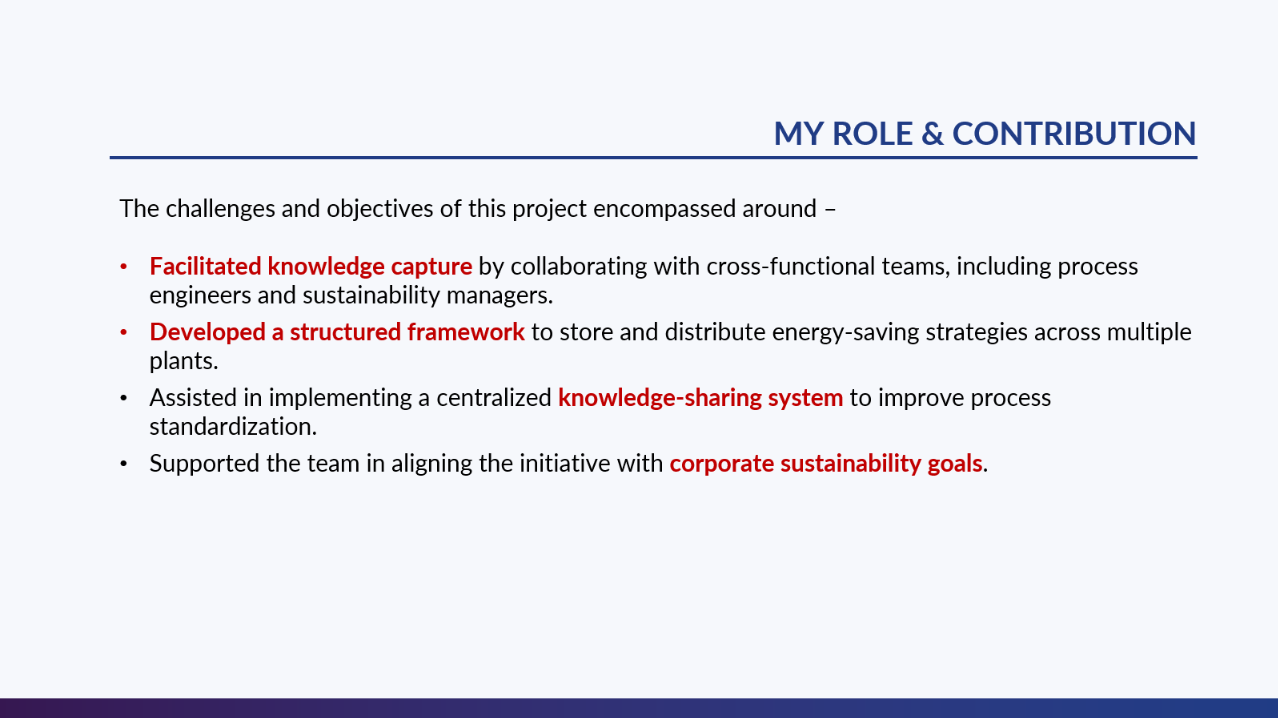 MY ROLE & CONTRIBUTION
The challenges and objectives of this project encompassed around –
• Facilitated knowledge capture by collaborating with cross-functional teams, including process
engineers and sustainability managers.
• Developed a structured framework to store and distribute energy-saving strategies across multiple
plants.
• Assisted in implementing a centralized knowledge-sharing system to improve process
standardization.
• Supported the team in aligning the initiative with corporate sustainability goals.